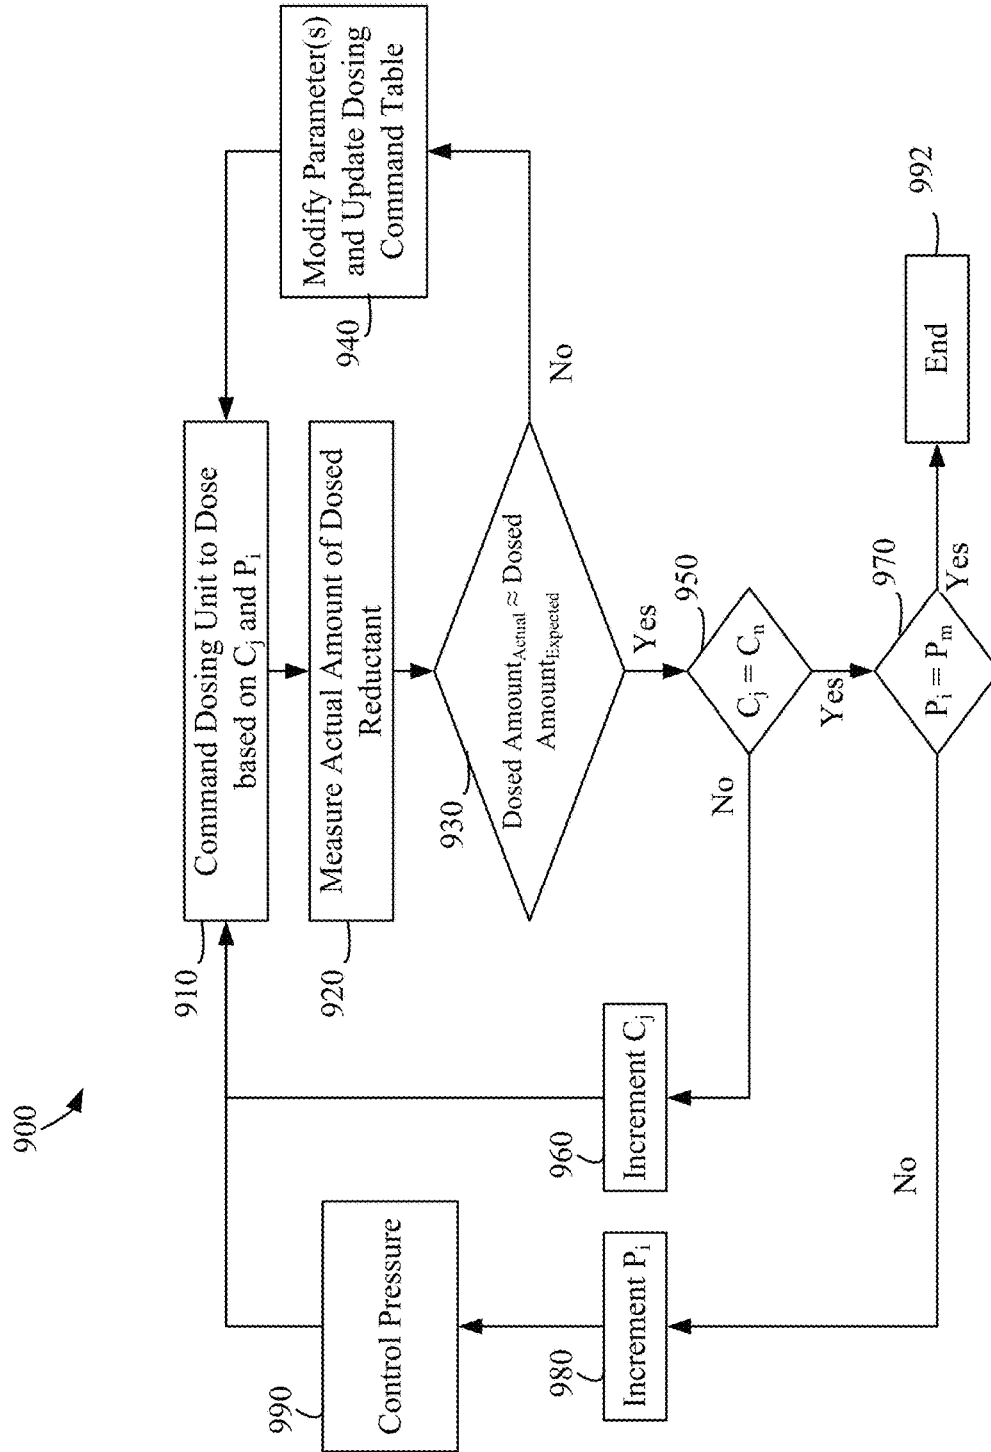 900
910
Command Dosing Unit to Dose
based on Cj and Pi
920
Measure Actual Amount of Dosed
Reductant
930
Dosed AmountActual ≈ Dosed
AmountExpected
No
940
Modify Parameter(s)
and Update Dosing
Command Table
Yes
950
Cj = Cn
No
960
Increment Cj
Yes
970
Pi = Pm
No
980
Increment Pi
990
Control Pressure
Yes
992
End